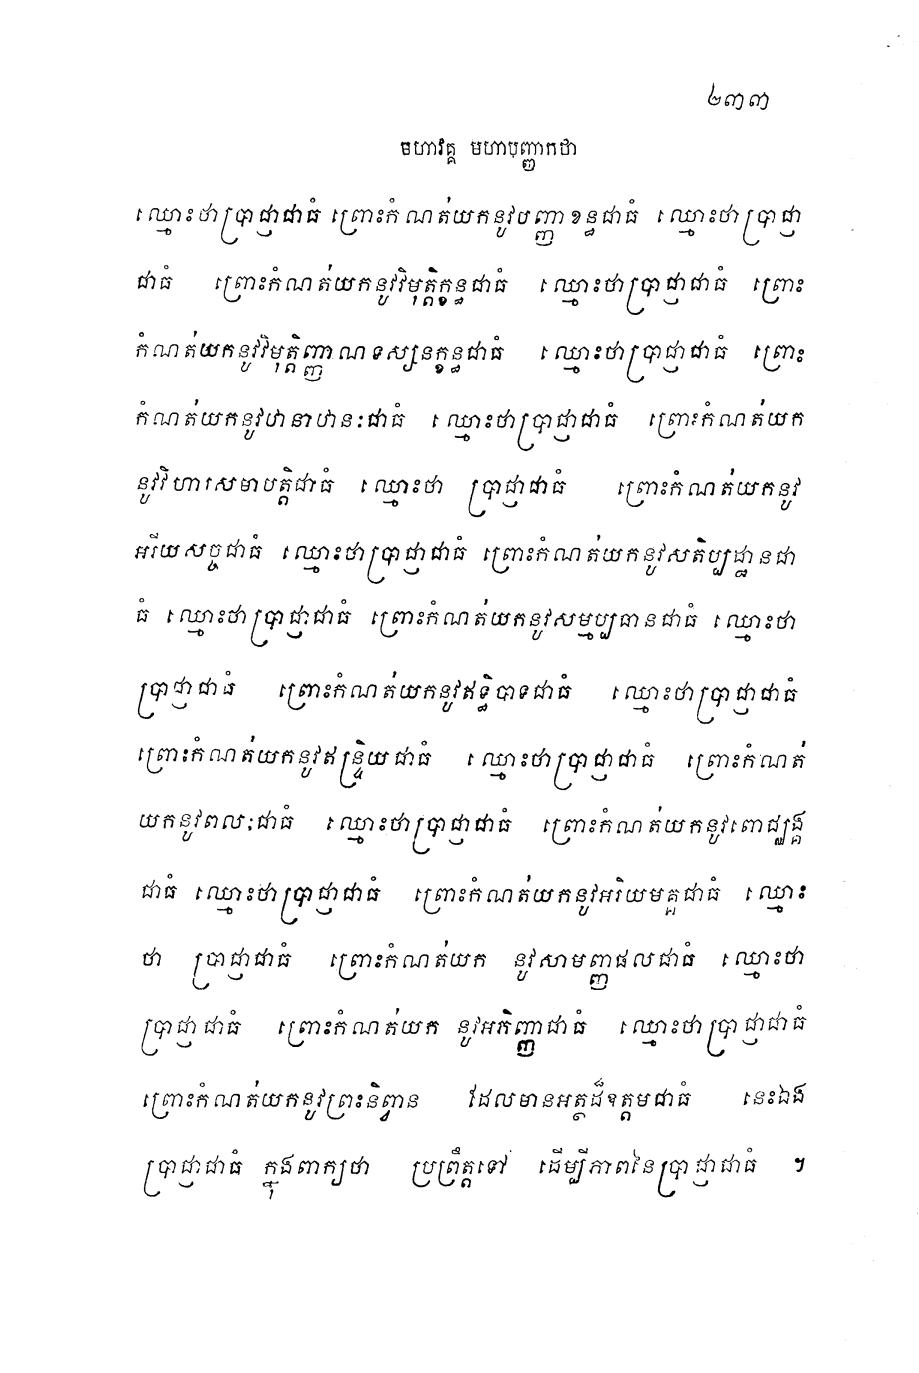 ២៣៣
មហាវគ្គ មហាបញ្ញាកថា
ឈ្មោះថាប្រាជ្ញាជាធំ ព្រោះកំណត់យកនូវបញ្ញាខន្ធជាធំ ឈ្មោះថាប្រាជ្ញា
ជាធំ ព្រោះកំណត់យកនូវវិមុត្តិក្ខន្ធជាធំ ឈ្មោះថាប្រាជ្ញាជាធំ ព្រោះ
កំណត់យកនូវវិមុត្តិញ្ញាណទស្សនក្ខន្ធជាធំ ឈ្មោះថាប្រាជ្ញាជាធំ ព្រោះ
កំណត់យកនូវឋានាឋានៈជាធំ ឈ្មោះថាប្រាជ្ញាជាធំ ព្រោះកំណត់យក
នូវវិហារសមាបត្តិជាធំ ឈ្មោះថា ប្រាជ្ញាជាធំ ព្រោះកំណត់យកនូវ
អរិយសច្ចជាធំ ឈ្មោះថាប្រាជ្ញាជាធំ ព្រោះកំណត់យកនូវសតិប្បដ្ឋានជា
ធំ ឈ្មោះថាប្រាជ្ញាជាធំ ព្រោះកំណត់យកនូវសម្មប្បធានជាធំ ឈ្មោះថា
ប្រាជ្ញាជាធំ ព្រោះកំណត់យកនូវឥទ្ធិបាទជាធំ ឈ្មោះថាប្រាជ្ញាជាធំ
ព្រោះកំណត់យកនូវឥន្ទ្រិយជាធំ ឈ្មោះថាប្រាជ្ញាជាធំ ព្រោះកំណត់
យកនូវពលៈជាធំ ឈ្មោះថាប្រាជ្ញាជាធំ ព្រោះកំណត់យកនូវពោជ្ឈង្គ
ជាធំ ឈ្មោះថាប្រាជ្ញាជាធំ ព្រោះកំណត់យកនូវអរិយមគ្គជាធំ ឈ្មោះ
ថា ប្រាជ្ញាជាធំ ព្រោះកំណត់យក នូវសាមញ្ញផលជាធំ ឈ្មោះថា
ប្រាជ្ញាជាធំ ព្រោះកំណត់យក នូវអភិញ្ញាជាធំ ឈ្មោះថាប្រាជ្ញាជាធំ
ព្រោះកំណត់យកនូវព្រះនិព្វាន ដែលមានអត្ថដ៏ឧត្តមជាធំ នេះឯង
ប្រាជ្ញាជាធំ ក្នុងពាក្យថា ប្រព្រឹត្តទៅ ដើម្បីភាពនៃប្រាជ្ញាជាធំ ។